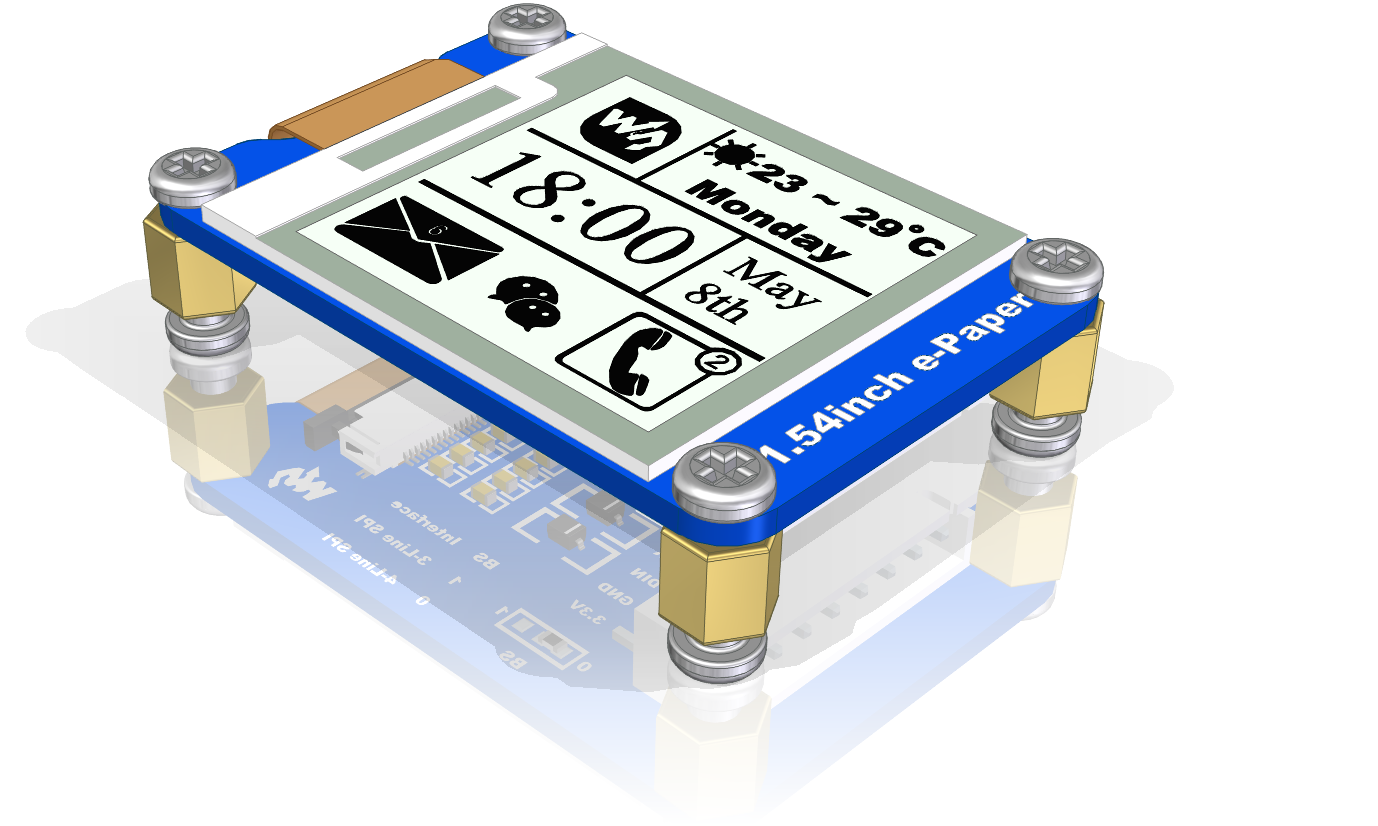 23 ~ 29°C
Monday
18:00
May
8th
6
2
1.54inch e-Paper
Interface
BS
3-Line SPI
1
4-Line SPI
0
DIN
GND
3.3V
1
BS
0